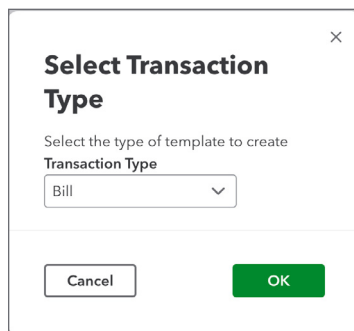 Select Transaction
Type
Select the type of template to create
Transaction Type
Bill
Cancel
OK